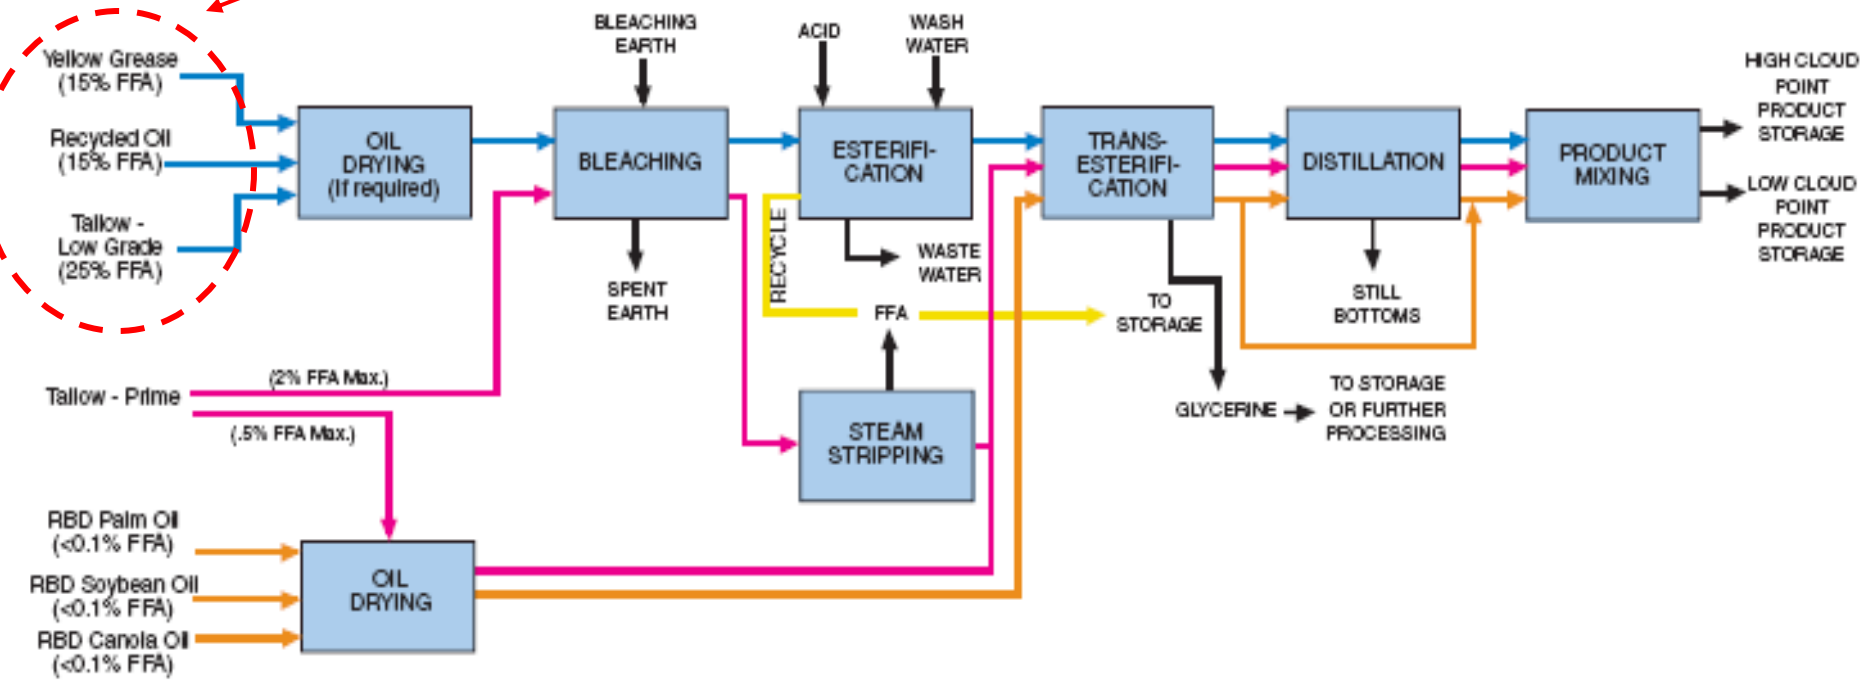 BLEACHING
EARTH
ACID
WASH
WATER
Yellow Grease
(15% FFA)
Recycled Oil
(15% FFA)
Tallow -
Low Grade
(25% FFA)
OIL
DRYING
(If required)
BLEACHING
ESTERIFI-
CATION
TRANS-
ESTERIFI-
CATION
DISTILLATION
PRODUCT
MIXING
HIGH CLOUD
POINT
PRODUCT
STORAGE
LOW CLOUD
POINT
PRODUCT
STORAGE
SPENT
EARTH
RECYCLE
WASTE
WATER
FFA
TO
STORAGE
STILL
BOTTOMS
GLYCERINE
TO STORAGE
OR FURTHER
PROCESSING
Tallow - Prime
(2% FFA Max.)
(.5% FFA Max.)
STEAM
STRIPPING
RBD Palm Oil
(<0.1% FFA)
RBD Soybean Oil
(<0.1% FFA)
RBD Canola Oil
(<0.1% FFA)
OIL
DRYING